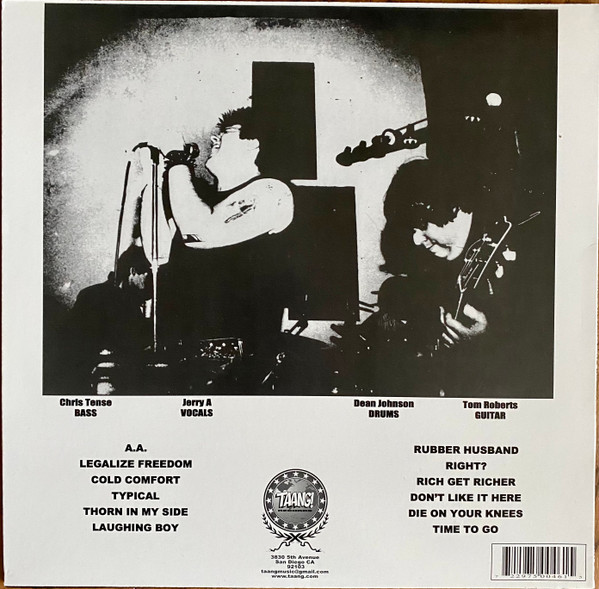 Chris Tense
BASS
Jerry A
VOCALS
Dean Johnson
DRUMS
Tom Roberts
GUITAR
A.A.
LEGALIZE FREEDOM
COLD COMFORT
TYPICAL
THORN IN MY SIDE
LAUGHING BOY
RUBBER HUSBAND
RIGHT?
RICH GET RICHER
DON'T LIKE IT HERE
DIE ON YOUR KNEES
TIME TO GO
TAANG!
3830 5th Avenue
San Diego CA
92103
taangmusic@gmail.com
www.taang.com